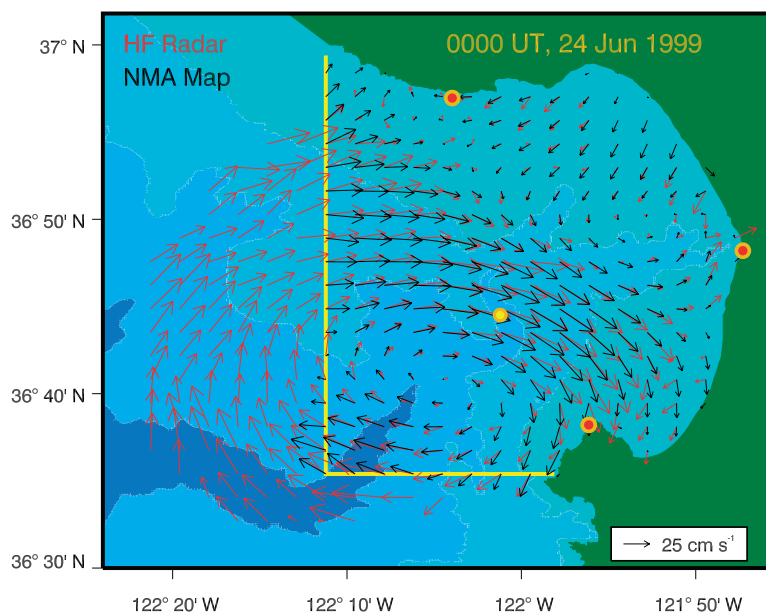 HF Radar
NMA Map
0000 UT, 24 Jun 1999
37° N
36° 50' N
36° 40' N
36° 30' N
25 cm s⁻¹
122° 20' W
122° 10' W
122° W
121° 50' W